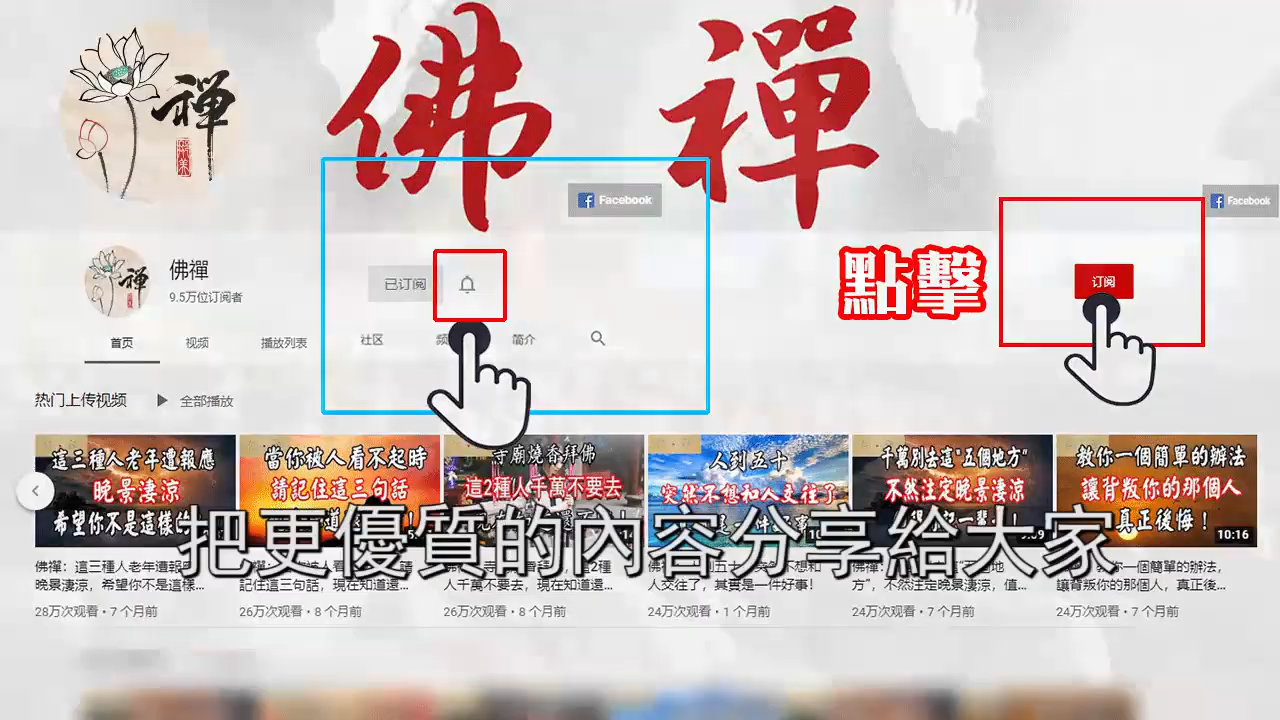 禪
佛 禪
Facebook
Facebook
禪
佛禪
9.5万位订阅者
已订阅
點擊
订阅
首页
视频
播放列表
社区
频
简介
热门上传视频
全部播放
這三種人老年遭報應
晚景淒涼
希望你不是這樣的
當你被人看不起時
請記住這三句話
寺廟燒香拜佛
這2種人千萬不要去
人到五十
突然不想和人交往了
千萬別去這"五個地方"
不然注定晚景淒涼
教你一個簡單的辦法
讓背叛你的那個人
真正後悔！
10:16
把更優質的內容分享給大家
佛禪：這三種人老年遭報
晚景淒涼，希望你不是這樣...
記住這三句話，現在知道還...
人千萬不要去，現在知道還...
人交往了，其實是一件好事！
方"，不然注定晚景淒涼，值...
一個簡單的辦法，
讓背叛你的那個人，真正後...
28万次观看・7 个月前
26万次观看・8 个月前
26万次观看・8 个月前
24万次观看・1 个月前
24万次观看・7 个月前
24万次观看・7 个月前